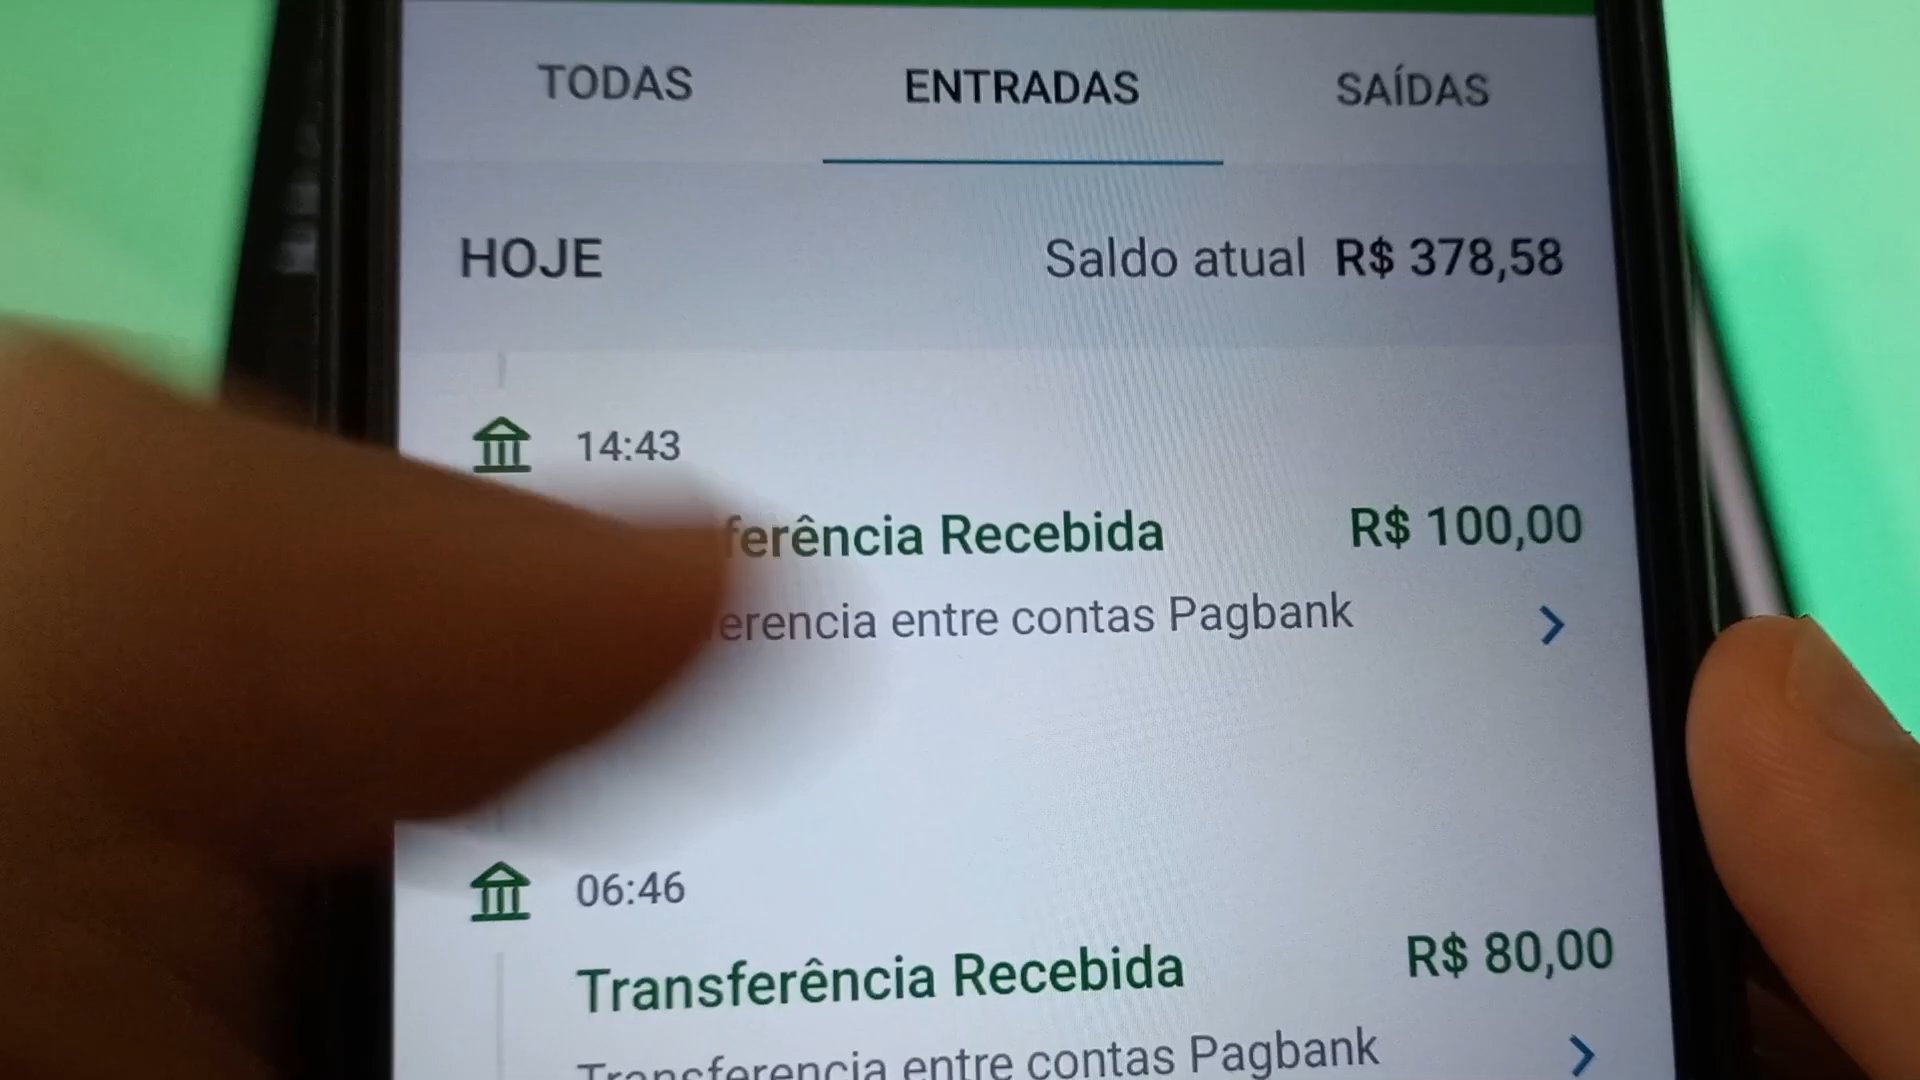 TODAS ENTRADAS SAÍDAS
HOJE Saldo atual R$ 378,58
14:43
ferência Recebida R$ 100,00
erencia entre contas Pagbank
06:46
Transferência Recebida R$ 80,00
Transferencia entre contas Pagbank